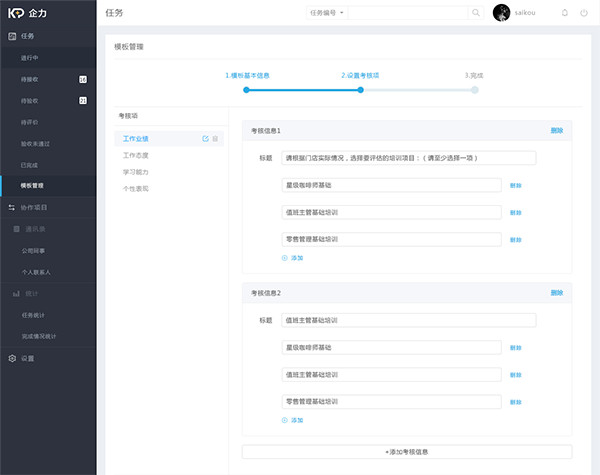 KP 企力
任务
任务编号
saikou
任务
进行中
待接收 16
待验收 21
待评价
验收未通过
已完成
模板管理
协作项目
通讯录
公司同事
个人联系人
统计
任务统计
完成情况统计
设置
模板管理
1.模板基本信息
2.设置考核项
3.完成
考核项
工作业绩
工作态度
学习能力
个性表现
考核信息1 删除
标题 请根据门店实际情况，选择要评估的培训项目：（请至少选择一项）
星级咖啡师基础 删除
值班主管基础培训 删除
零售管理基础培训 删除
添加
考核信息2 删除
标题 值班主管基础培训
星级咖啡师基础 删除
值班主管基础培训 删除
零售管理基础培训 删除
添加
+添加考核信息